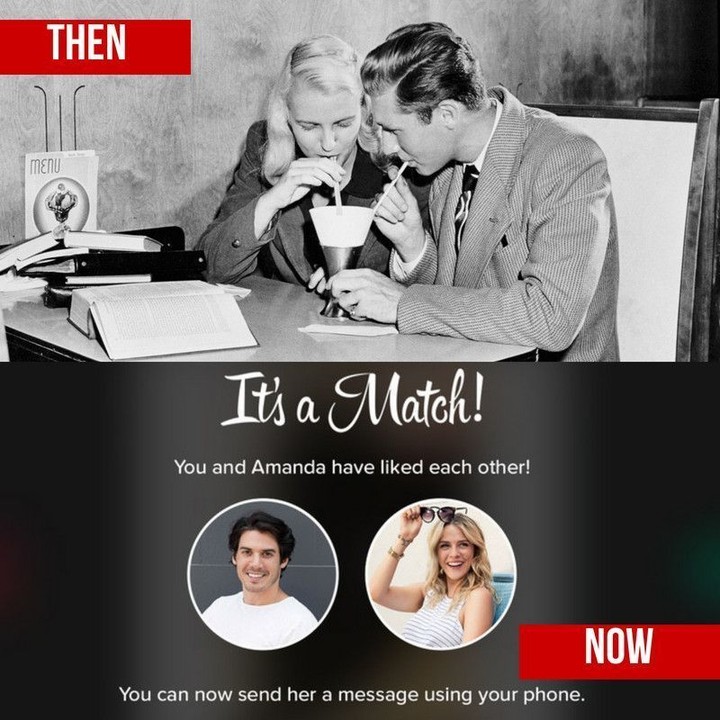 THEN
MENU
It's a Match!
You and Amanda have liked each other!
NOW
You can now send her a message using your phone.